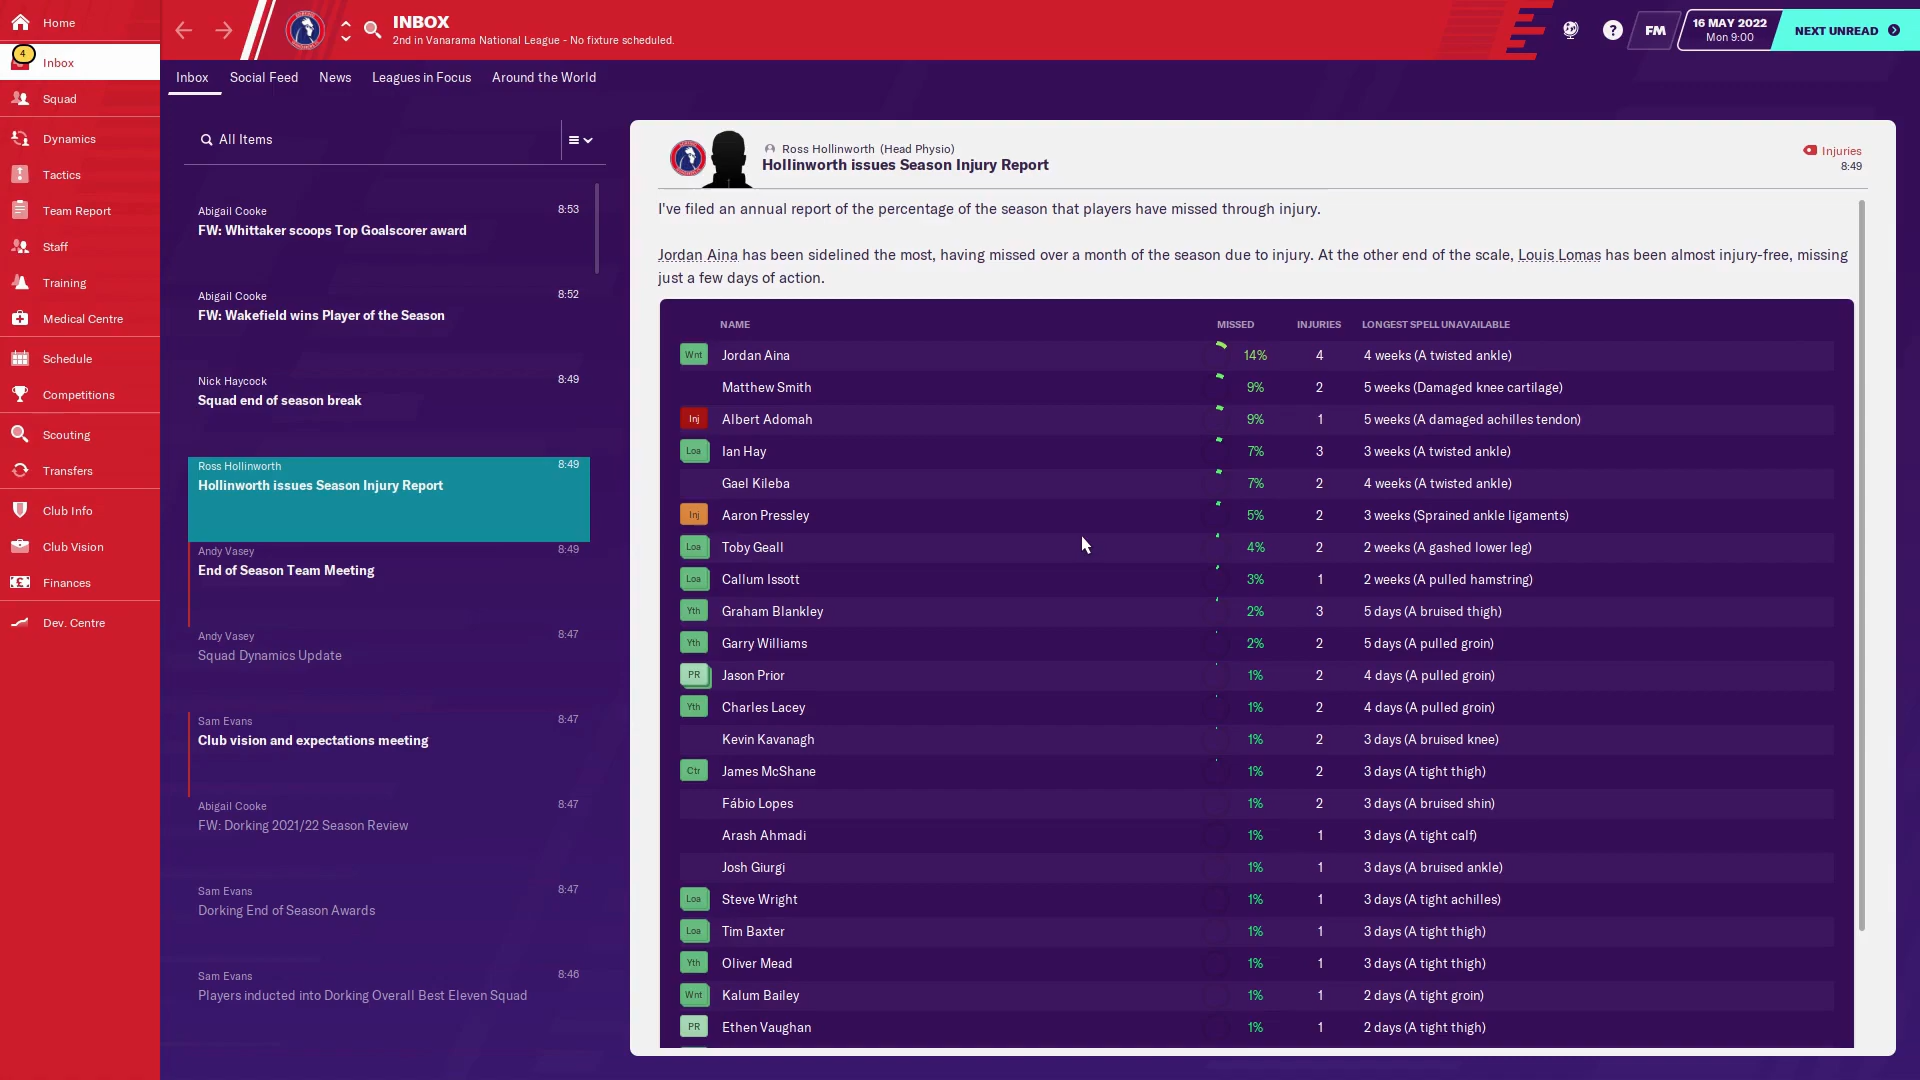 Home
4
Inbox
Squad
Dynamics
Tactics
Team Report
Staff
Training
Medical Centre
Schedule
Competitions
Scouting
Transfers
Club Info
Club Vision
Finances
Dev. Centre
INBOX
2nd in Vanarama National League - No fixture scheduled.
?
FM
16 MAY 2022
Mon 9:00
NEXT UNREAD
Inbox Social Feed News Leagues in Focus Around the World
All Items
Abigail Cooke 8:53
FW: Whittaker scoops Top Goalscorer award
Abigail Cooke 8:52
FW: Wakefield wins Player of the Season
Nick Haycock 8:49
Squad end of season break
Ross Hollinworth 8:49
Hollinworth issues Season Injury Report
Andy Vasey 8:49
End of Season Team Meeting
Andy Vasey 8:47
Squad Dynamics Update
Sam Evans 8:47
Club vision and expectations meeting
Abigail Cooke 8:47
FW: Dorking 2021/22 Season Review
Sam Evans 8:47
Dorking End of Season Awards
Sam Evans 8:46
Players inducted into Dorking Overall Best Eleven Squad
Ross Hollinworth (Head Physio)
Hollinworth issues Season Injury Report
Injuries
8:49
I've filed an annual report of the percentage of the season that players have missed through injury.
Jordan Aina has been sidelined the most, having missed over a month of the season due to injury. At the other end of the scale, Louis Lomas has been almost injury-free, missing
just a few days of action.
NAME MISSED INJURIES LONGEST SPELL UNAVAILABLE
Wnt Jordan Aina 14% 4 4 weeks (A twisted ankle)
Matthew Smith 9% 2 5 weeks (Damaged knee cartilage)
Inj Albert Adomah 9% 1 5 weeks (A damaged achilles tendon)
Loa Ian Hay 7% 3 3 weeks (A twisted ankle)
Gael Kileba 7% 2 4 weeks (A twisted ankle)
Inj Aaron Pressley 5% 2 3 weeks (Sprained ankle ligaments)
Loa Toby Geall 4% 2 2 weeks (A gashed lower leg)
Loa Callum Issott 3% 1 2 weeks (A pulled hamstring)
Yth Graham Blankley 2% 3 5 days (A bruised thigh)
Yth Garry Williams 2% 2 5 days (A pulled groin)
PR Jason Prior 1% 2 4 days (A pulled groin)
Yth Charles Lacey 1% 2 4 days (A pulled groin)
Kevin Kavanagh 1% 2 3 days (A bruised knee)
Ctr James McShane 1% 2 3 days (A tight thigh)
Fábio Lopes 1% 2 3 days (A bruised shin)
Arash Ahmadi 1% 1 3 days (A tight calf)
Josh Giurgi 1% 1 3 days (A bruised ankle)
Loa Steve Wright 1% 1 3 days (A tight achilles)
Loa Tim Baxter 1% 1 3 days (A tight thigh)
Yth Oliver Mead 1% 1 3 days (A tight thigh)
Wnt Kalum Bailey 1% 1 2 days (A tight groin)
PR Ethen Vaughan 1% 1 2 days (A tight thigh)